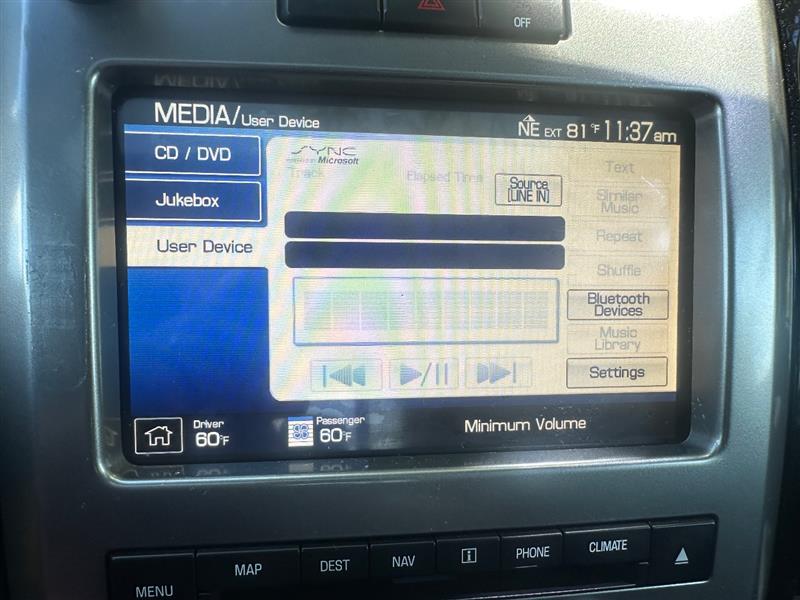 OFF
MEDIA/User Device
NE EXT 81°F 11:37am
CD / DVD
Jukebox
User Device
SYNC
POWERED BY Microsoft
Track
Elapsed Time
Source
[LINE IN]
Text
Similar
Music
Repeat
Shuffle
Bluetooth
Devices
Music
Library
Settings
Driver
60°F
Passenger
60°F
Minimum Volume
MENU
MAP
DEST
NAV
i
PHONE
CLIMATE